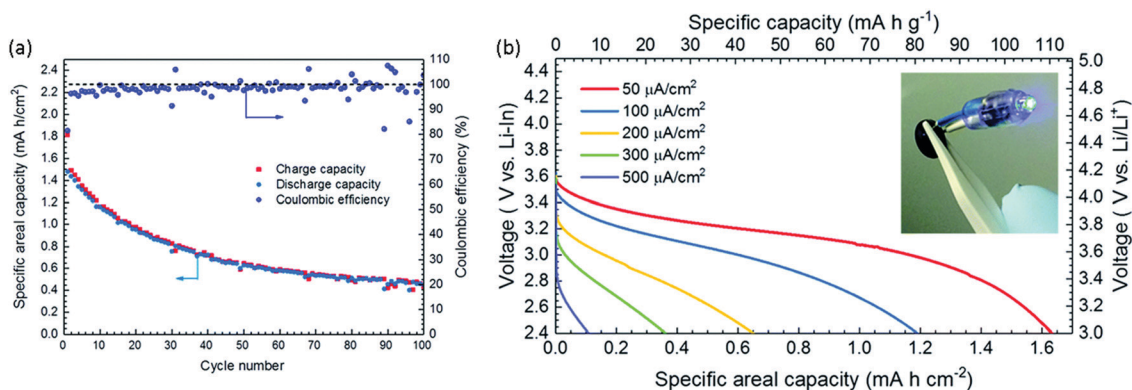 (a)
Specific areal capacity (mA h/cm²)
2.4
2.2
2.0
1.8
1.6
1.4
1.2
1.0
0.8
0.6
0.4
0.2
0.0
0 10 20 30 40 50 60 70 80 90 100
Cycle number
110
100
90
80
70
60
50
40
30
20
10
0
Coulombic efficiency (%)
Charge capacity
Discharge capacity
Coulombic efficiency
(b)
Specific capacity (mA h g⁻¹)
0 10 20 30 40 50 60 70 80 90 100 110
Voltage ( V vs. Li-In)
4.4
4.2
4.0
3.8
3.6
3.4
3.2
3.0
2.8
2.6
2.4
50 µA/cm²
100 µA/cm²
200 µA/cm²
300 µA/cm²
500 µA/cm²
5.0
4.8
4.6
4.4
4.2
4.0
3.8
3.6
3.4
3.2
3.0
Voltage ( V vs. Li/Li⁺)
0.0 0.2 0.4 0.6 0.8 1.0 1.2 1.4 1.6
Specific areal capacity (mA h cm⁻²)